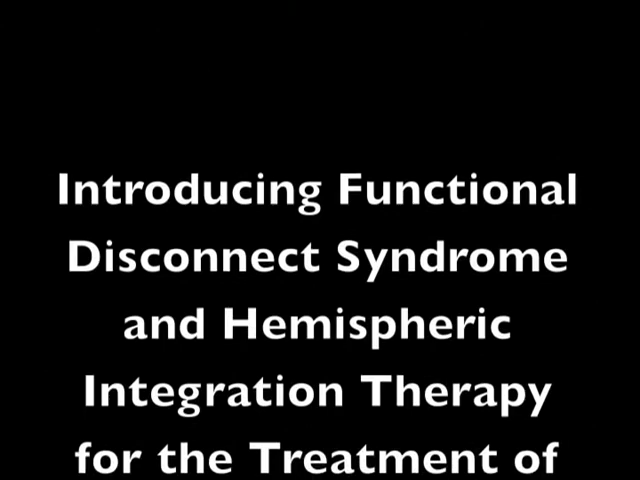 Introducing Functional
Disconnect Syndrome
and Hemispheric
Integration Therapy
for the Treatment of